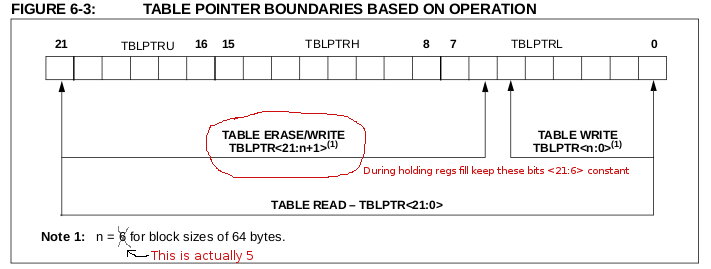 FIGURE 6-3: TABLE POINTER BOUNDARIES BASED ON OPERATION
21 TBLPTRU 16 15 TBLPTRH 8 7 TBLPTRL 0
TABLE ERASE/WRITE
TBLPTR<21:n+1>(1)
TABLE WRITE
TBLPTR<n:0>(1)
During holding regs fill keep these bits <21:6> constant
TABLE READ – TBLPTR<21:0>
Note 1: n = 6 for block sizes of 64 bytes.
This is actually 5